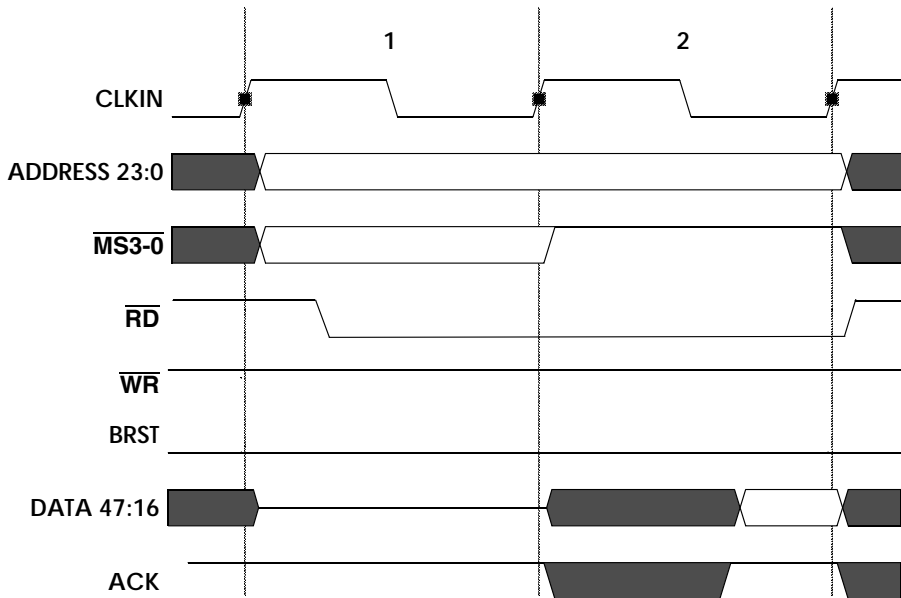 1 2
CLKIN
ADDRESS 23:0
MS3-0
RD
WR
BRST
DATA 47:16
ACK